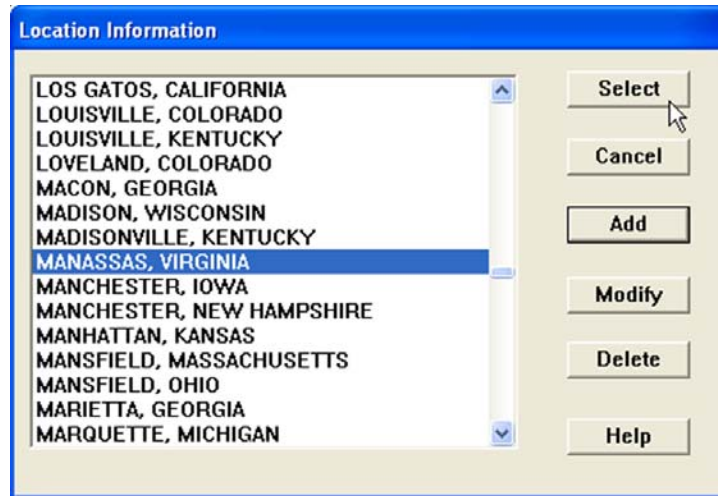 Location Information
LOS GATOS, CALIFORNIA
LOUISVILLE, COLORADO
LOUISVILLE, KENTUCKY
LOVELAND, COLORADO
MACON, GEORGIA
MADISON, WISCONSIN
MADISONVILLE, KENTUCKY
MANASSAS, VIRGINIA
MANCHESTER, IOWA
MANCHESTER, NEW HAMPSHIRE
MANHATTAN, KANSAS
MANSFIELD, MASSACHUSETTS
MANSFIELD, OHIO
MARIETTA, GEORGIA
MARQUETTE, MICHIGAN
Select
Cancel
Add
Modify
Delete
Help